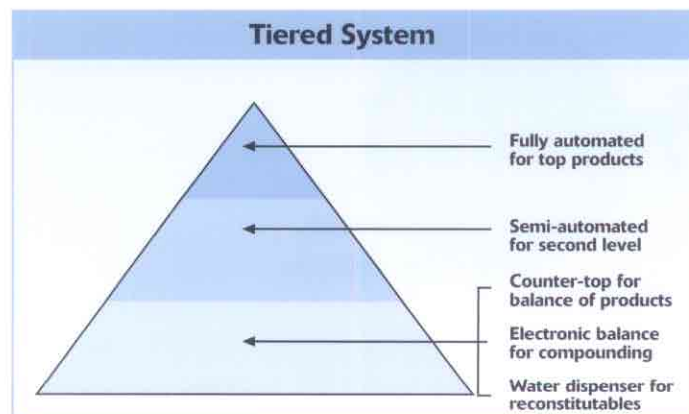 Tiered System
Fully automated
for top products
Semi-automated
for second level
Counter-top for
balance of products
Electronic balance
for compounding
Water dispenser for
reconstitutables